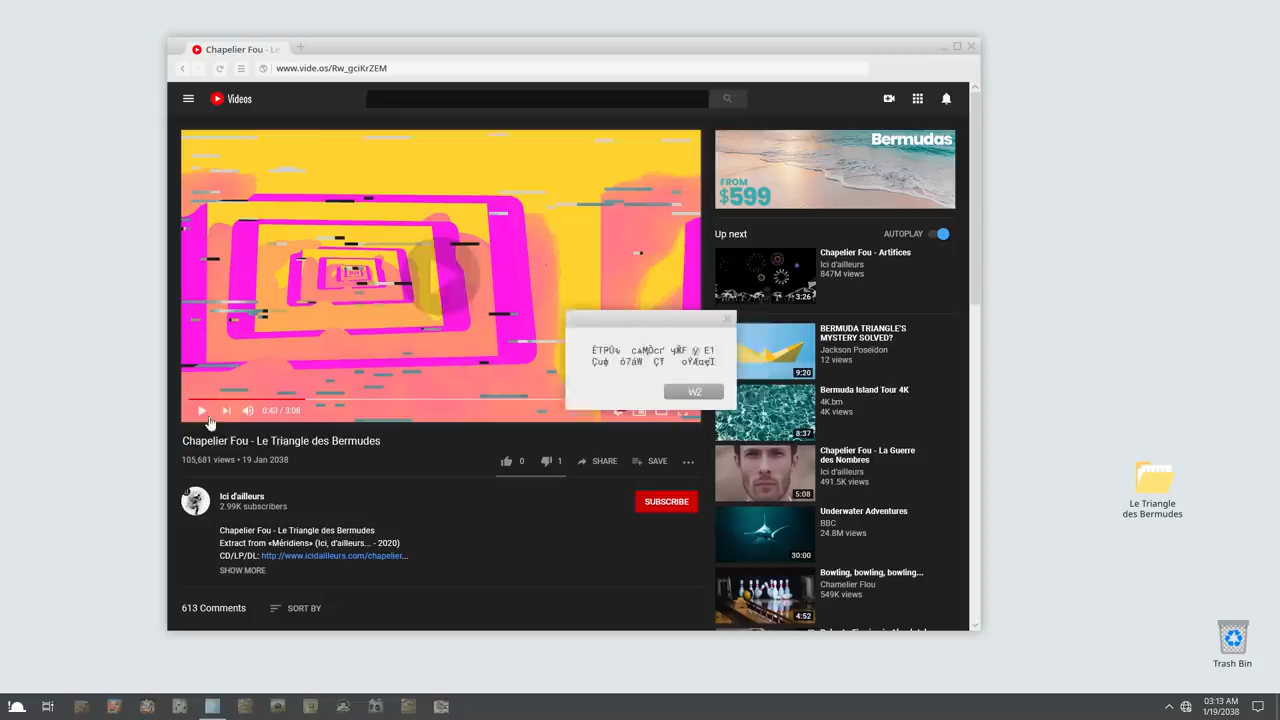 Chapelier Fou - Le
www.vide.os/Rw_gciKrZEM
Videos
Bermudas
FROM
$599
Up next
AUTOPLAY
Chapelier Fou - Artifices
Ici d'ailleurs
847M views
3:26
BERMUDA TRIANGLE'S
MYSTERY SOLVED?
Jackson Poseidon
12 views
9:20
Bermuda Island Tour 4K
4K.bm
4K views
8:37
Chapelier Fou - La Guerre
des Nombres
Ici d'ailleurs
491.5K views
5:08
Underwater Adventures
BBC
24.8M views
30:00
Bowling, bowling, bowling...
Chamelier Flou
549K views
4:52
W2
0:43 / 3:08
Chapelier Fou - Le Triangle des Bermudes
105,681 views • 19 Jan 2038
0
1
SHARE
SAVE
Ici d'ailleurs
2.99K subscribers
SUBSCRIBE
Chapelier Fou - Le Triangle des Bermudes
Extract from «Méridiens» (Ici, d'ailleurs... - 2020)
CD/LP/DL: http://www.icidailleurs.com/chapelier...
SHOW MORE
613 Comments
SORT BY
Le Triangle
des Bermudes
Trash Bin
03:13 AM
1/19/2038